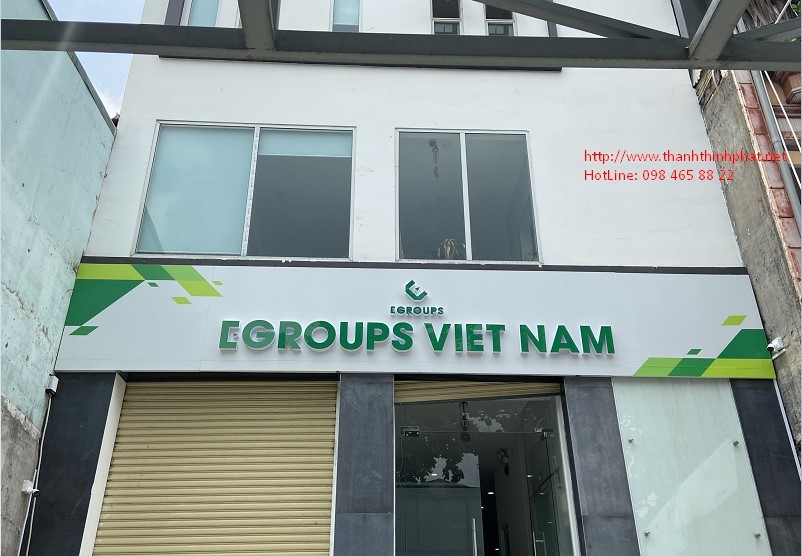 http://www.thanhthinhphat.net
HotLine: 098 465 88 22
EGROUPS
EGROUPS VIET NAM